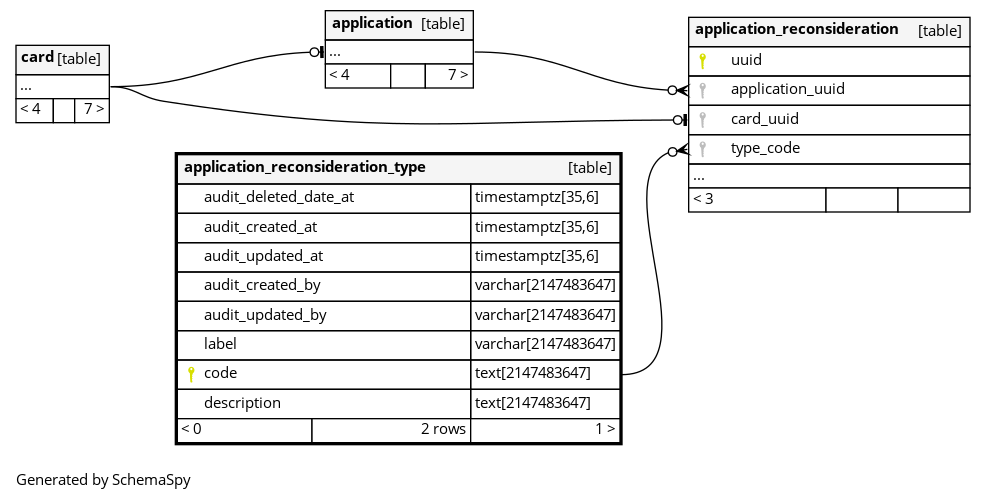 card [table]
...
< 4 7 >
application [table]
...
< 4 7 >
application_reconsideration [table]
uuid
application_uuid
card_uuid
type_code
...
< 3
application_reconsideration_type [table]
audit_deleted_date_at timestamptz[35,6]
audit_created_at timestamptz[35,6]
audit_updated_at timestamptz[35,6]
audit_created_by varchar[2147483647]
audit_updated_by varchar[2147483647]
label varchar[2147483647]
code text[2147483647]
description text[2147483647]
< 0 2 rows 1 >
Generated by SchemaSpy